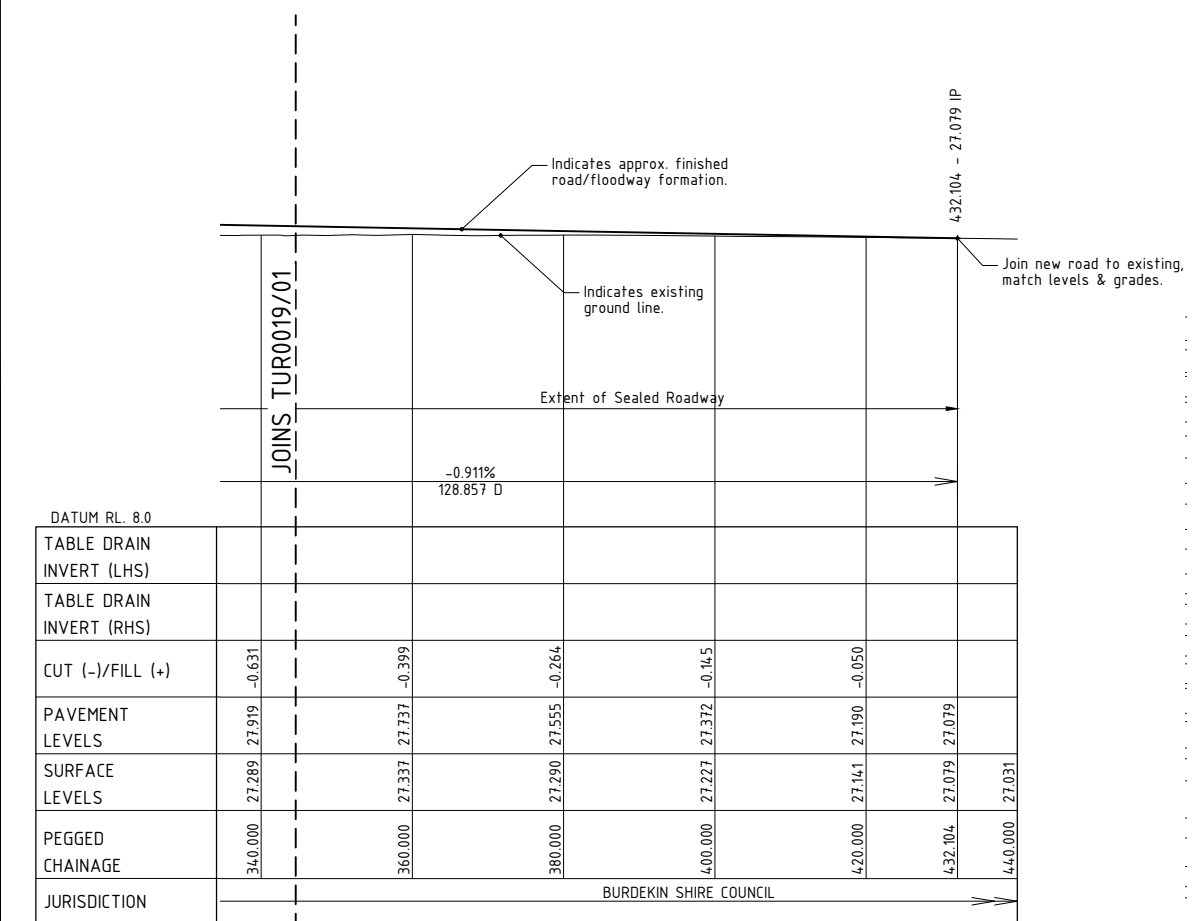 432.104 - 27.079 IP
Indicates approx. finished
road/floodway formation.
Join new road to existing,
match levels & grades.
Indicates existing
ground line.
JOINS TUR0019/01
Extent of Sealed Roadway
-0.911%
128.857 D
DATUM RL. 8.0
TABLE DRAIN
INVERT (LHS)
TABLE DRAIN
INVERT (RHS)
CUT (-)/FILL (+)
-0.631
-0.399
-0.264
-0.145
-0.050
PAVEMENT
LEVELS
27.919
27.737
27.555
27.372
27.190
27.079
SURFACE
LEVELS
27.289
27.337
27.290
27.227
27.141
27.079
27.031
PEGGED
CHAINAGE
340.000
360.000
380.000
400.000
420.000
432.104
440.000
JURISDICTION
BURDEKIN SHIRE COUNCIL